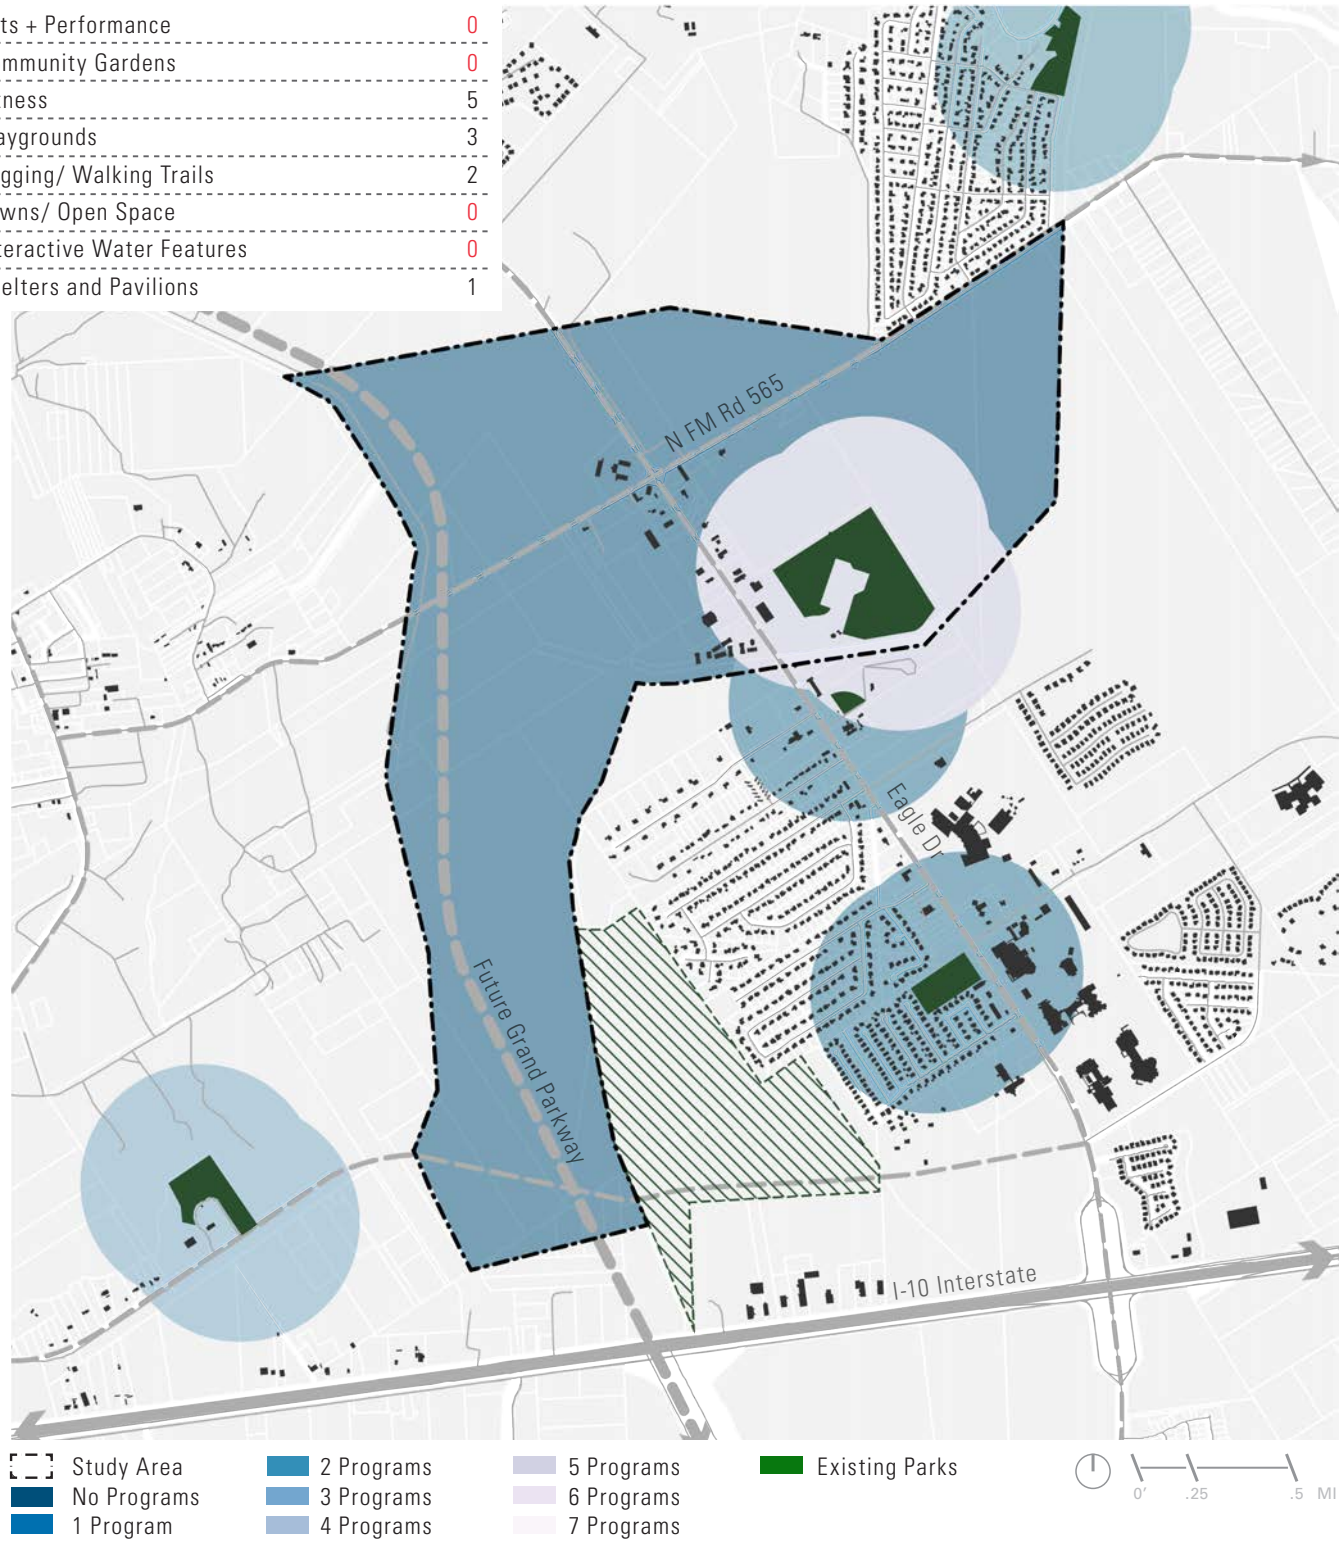 ts + Performance 0
mmunity Gardens 0
tness 5
aygrounds 3
gging/ Walking Trails 2
wns/ Open Space 0
teractive Water Features 0
elters and Pavilions 1
N FM Rd 565
Eagle Dr
Future Grand Parkway
I-10 Interstate
Study Area
No Programs
1 Program
2 Programs
3 Programs
4 Programs
5 Programs
6 Programs
7 Programs
Existing Parks
0' .25 .5 MI